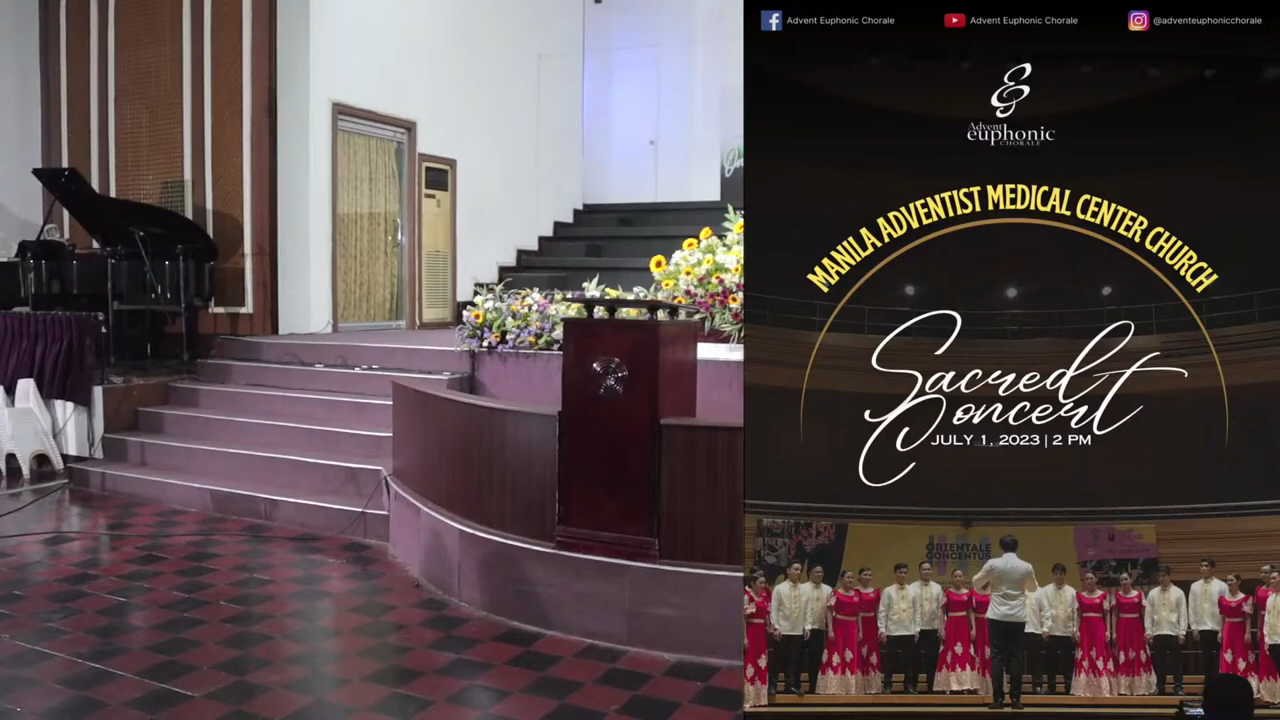 Advent Euphonic Chorale
Advent Euphonic Chorale
@adventeuphonicchorale
Advent
euphonic
CHORALE
MANILA ADVENTIST MEDICAL CENTER CHURCH
Sacred
Concert
JULY 1, 2023 | 2 PM
ORIENTALE
CONCENTUS